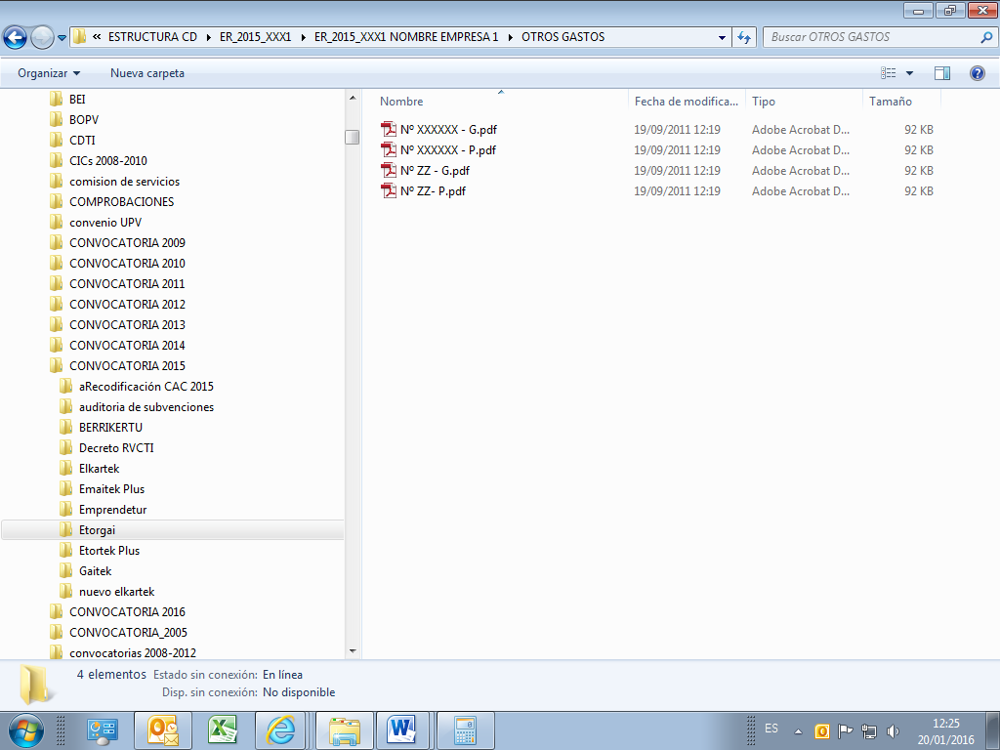 « ESTRUCTURA CD ▸ ER_2015_XXX1 ▸ ER_2015_XXX1 NOMBRE EMPRESA 1 ▸ OTROS GASTOS
Buscar OTROS GASTOS
Organizar Nueva carpeta
BEI
BOPV
CDTI
CICs 2008-2010
comision de servicios
COMPROBACIONES
convenio UPV
CONVOCATORIA 2009
CONVOCATORIA 2010
CONVOCATORIA 2011
CONVOCATORIA 2012
CONVOCATORIA 2013
CONVOCATORIA 2014
CONVOCATORIA 2015
aRecodificación CAC 2015
auditoria de subvenciones
BERRIKERTU
Decreto RVCTI
Elkartek
Emaitek Plus
Emprendetur
Etorgai
Etortek Plus
Gaitek
nuevo elkartek
CONVOCATORIA 2016
CONVOCATORIA_2005
convocatorias 2008-2012
Nombre Fecha de modifica... Tipo Tamaño
Nº XXXXXX - G.pdf 19/09/2011 12:19 Adobe Acrobat D... 92 KB
Nº XXXXXX - P.pdf 19/09/2011 12:19 Adobe Acrobat D... 92 KB
Nº ZZ - G.pdf 19/09/2011 12:19 Adobe Acrobat D... 92 KB
Nº ZZ- P.pdf 19/09/2011 12:19 Adobe Acrobat D... 92 KB
4 elementos Estado sin conexión: En línea
Disp. sin conexión: No disponible
ES
12:25
20/01/2016